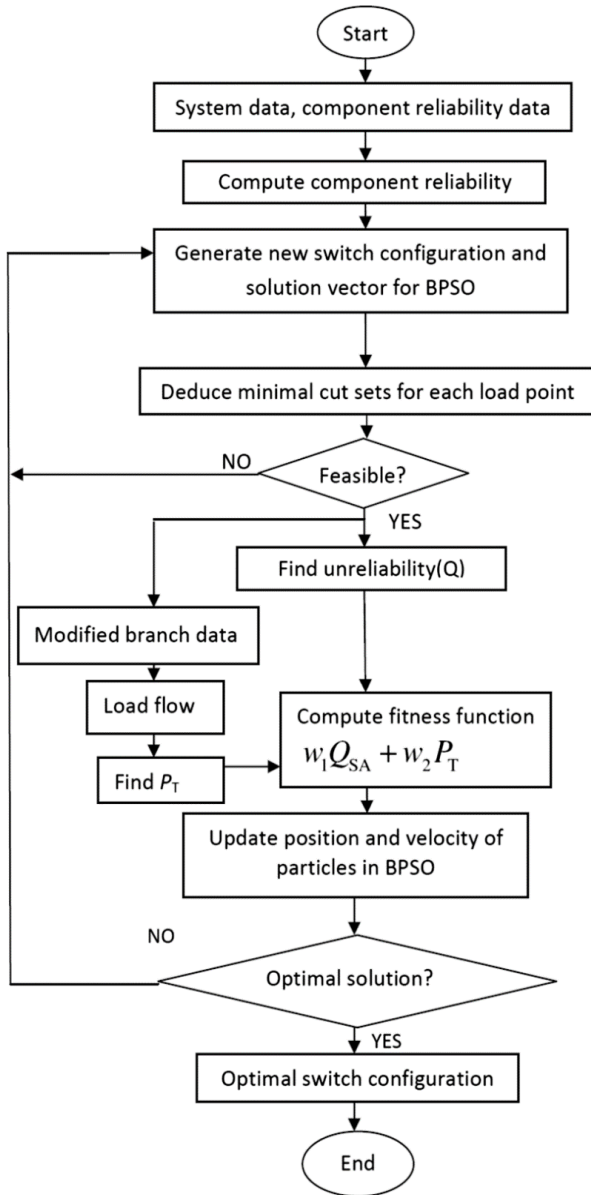 Start
System data, component reliability data
Compute component reliability
Generate new switch configuration and
solution vector for BPSO
Deduce minimal cut sets for each load point
NO
Feasible?
YES
Find unreliability(Q)
Modified branch data
Load flow
Find P_T
Compute fitness function
w_1Q_SA + w_2P_T
Update position and velocity of
particles in BPSO
NO
Optimal solution?
YES
Optimal switch configuration
End